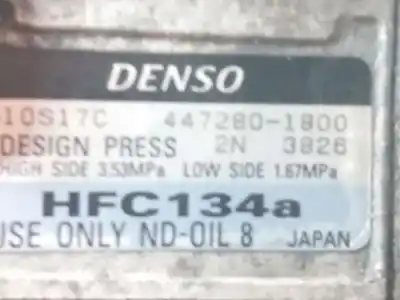 DENSO
10S17C 447280-1800
DESIGN PRESS 2N 3826
HIGH SIDE 3.53MPa LOW SIDE 1.67MPa
HFC134a
USE ONLY ND-OIL 8 JAPAN